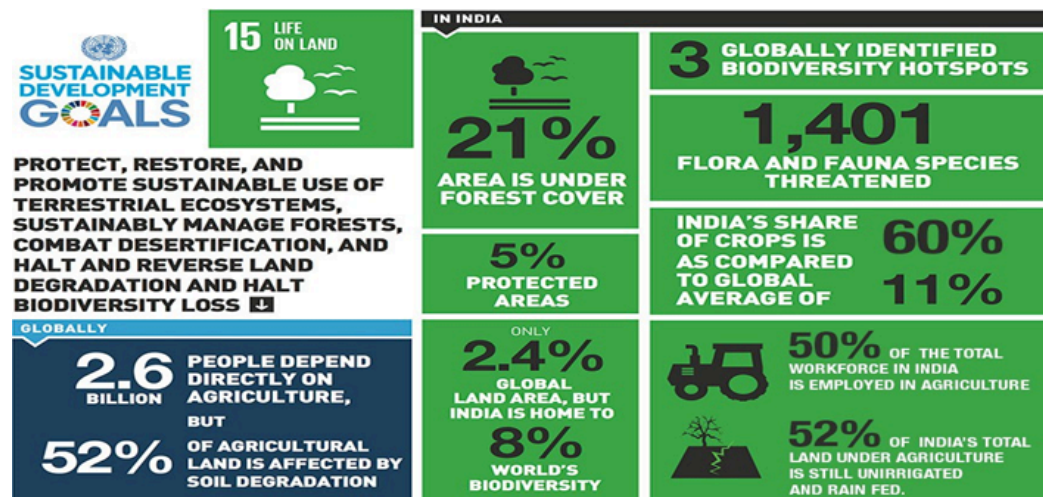 SUSTAINABLE
DEVELOPMENT
GOALS
15 LIFE
ON LAND
PROTECT, RESTORE, AND
PROMOTE SUSTAINABLE USE OF
TERRESTRIAL ECOSYSTEMS,
SUSTAINABLY MANAGE FORESTS,
COMBAT DESERTIFICATION, AND
HALT AND REVERSE LAND
DEGRADATION AND HALT
BIODIVERSITY LOSS
GLOBALLY
2.6
BILLION
PEOPLE DEPEND
DIRECTLY ON
AGRICULTURE,
BUT
52%
OF AGRICULTURAL
LAND IS AFFECTED BY
SOIL DEGRADATION
IN INDIA
21%
AREA IS UNDER
FOREST COVER
5%
PROTECTED
AREAS
ONLY
2.4%
GLOBAL
LAND AREA, BUT
INDIA IS HOME TO
8%
WORLD'S
BIODIVERSITY
3 GLOBALLY IDENTIFIED
BIODIVERSITY HOTSPOTS
1,401
FLORA AND FAUNA SPECIES
THREATENED
INDIA'S SHARE
OF CROPS IS 60%
AS COMPARED
TO GLOBAL
AVERAGE OF 11%
50% OF THE TOTAL
WORKFORCE IN INDIA
IS EMPLOYED IN AGRICULTURE
52% OF INDIA'S TOTAL
LAND UNDER AGRICULTURE
IS STILL UNIRRIGATED
AND RAIN FED.